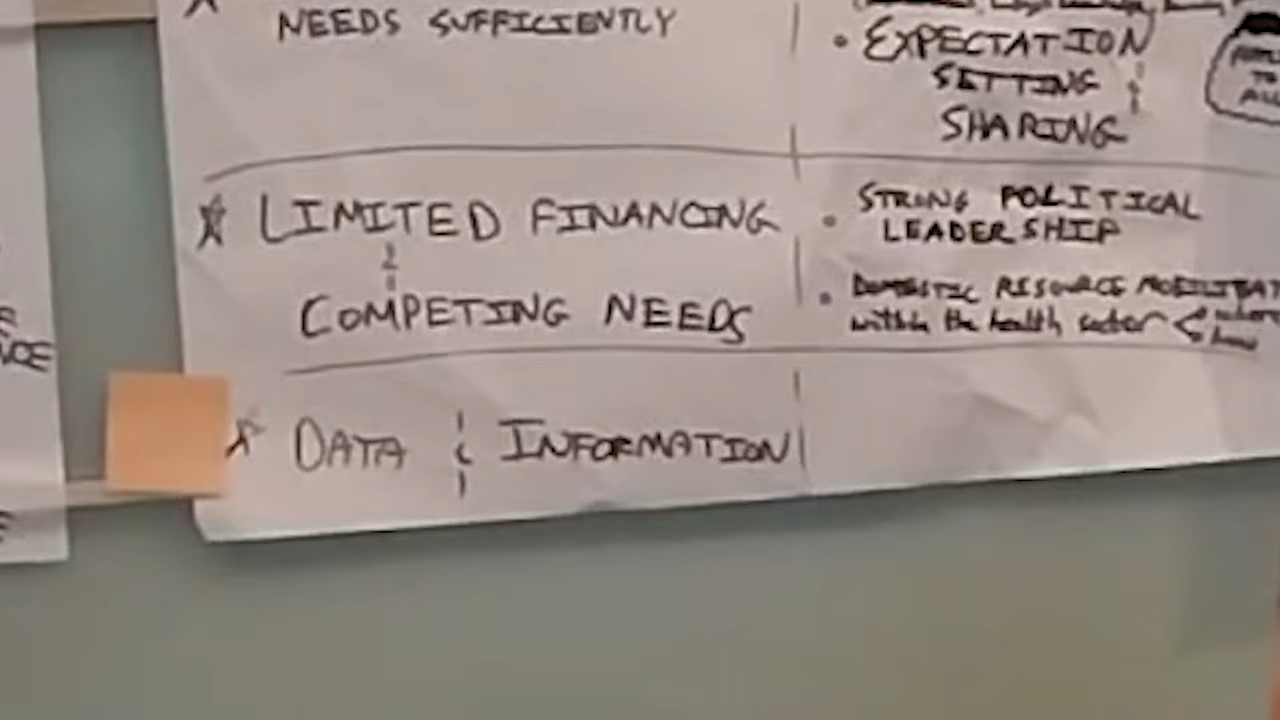 NEEDS SUFFICIENTLY
• EXPECTATION
SETTING &
SHARING
TO
LIMITED FINANCING
&
COMPETING NEEDS
• STRONG POLITICAL
LEADERSHIP
• DOMESTIC RESOURCE
within the health sector
DATA & INFORMATION